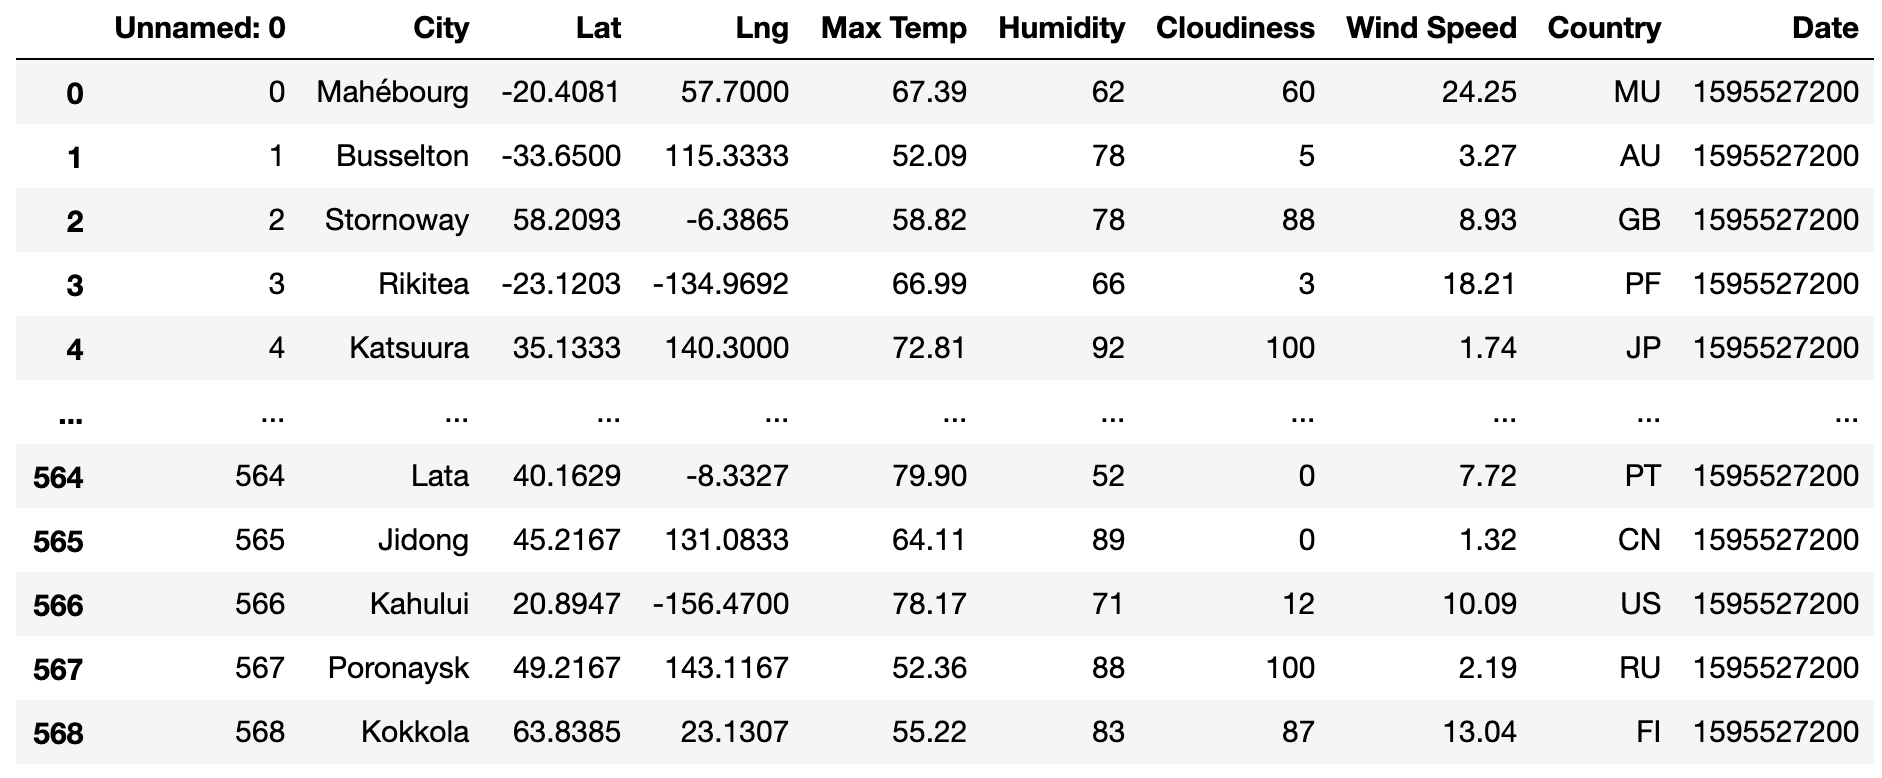 Unnamed: 0 City Lat Lng Max Temp Humidity Cloudiness Wind Speed Country Date
0 0 Mahébourg -20.4081 57.7000 67.39 62 60 24.25 MU 1595527200
1 1 Busselton -33.6500 115.3333 52.09 78 5 3.27 AU 1595527200
2 2 Stornoway 58.2093 -6.3865 58.82 78 88 8.93 GB 1595527200
3 3 Rikitea -23.1203 -134.9692 66.99 66 3 18.21 PF 1595527200
4 4 Katsuura 35.1333 140.3000 72.81 92 100 1.74 JP 1595527200
... ... ... ... ... ... ... ... ... ... ...
564 564 Lata 40.1629 -8.3327 79.90 52 0 7.72 PT 1595527200
565 565 Jidong 45.2167 131.0833 64.11 89 0 1.32 CN 1595527200
566 566 Kahului 20.8947 -156.4700 78.17 71 12 10.09 US 1595527200
567 567 Poronaysk 49.2167 143.1167 52.36 88 100 2.19 RU 1595527200
568 568 Kokkola 63.8385 23.1307 55.22 83 87 13.04 FI 1595527200